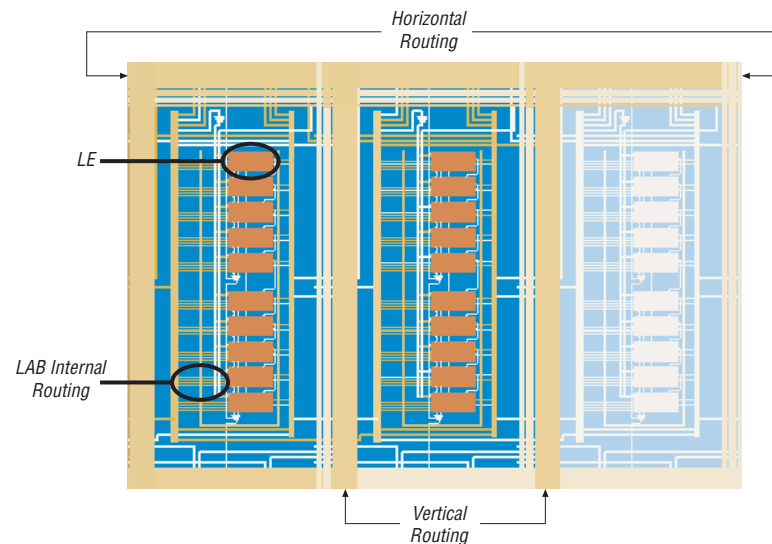 Horizontal
Routing
LE
LAB Internal
Routing
Vertical
Routing